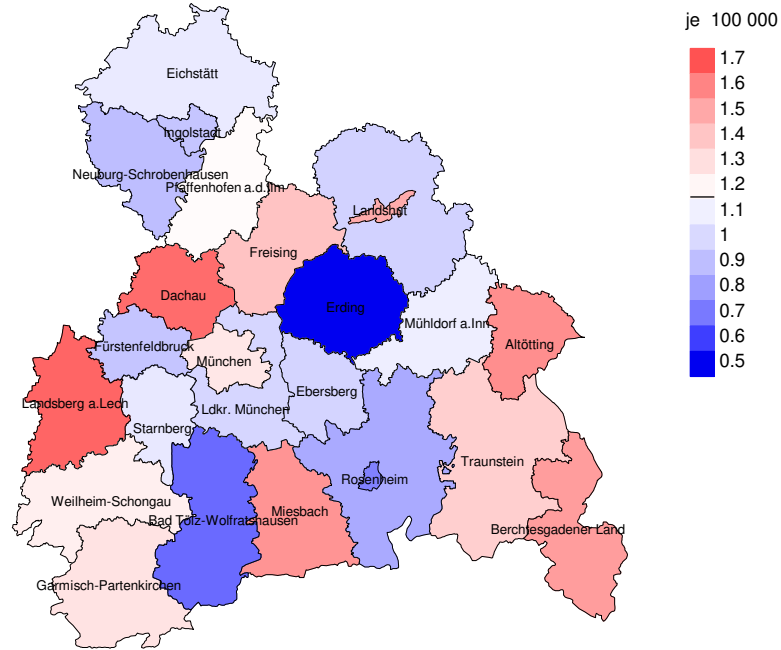 je 100 000
1.7
1.6
1.5
1.4
1.3
1.2
1.1
1
0.9
0.8
0.7
0.6
0.5
Eichstätt
Ingolstadt
Neuburg-Schrobenhausen
Pfaffenhofen a.d.Ilm
Landshut
Freising
Dachau
Erding
Mühldorf a.Inn
Altötting
Fürstenfeldbruck
München
Ebersberg
Landsberg a.Lech
Ldkr. München
Starnberg
Traunstein
Rosenheim
Weilheim-Schongau
Miesbach
Bad Tölz-Wolfratshausen
Berchtesgadener Land
Garmisch-Partenkirchen